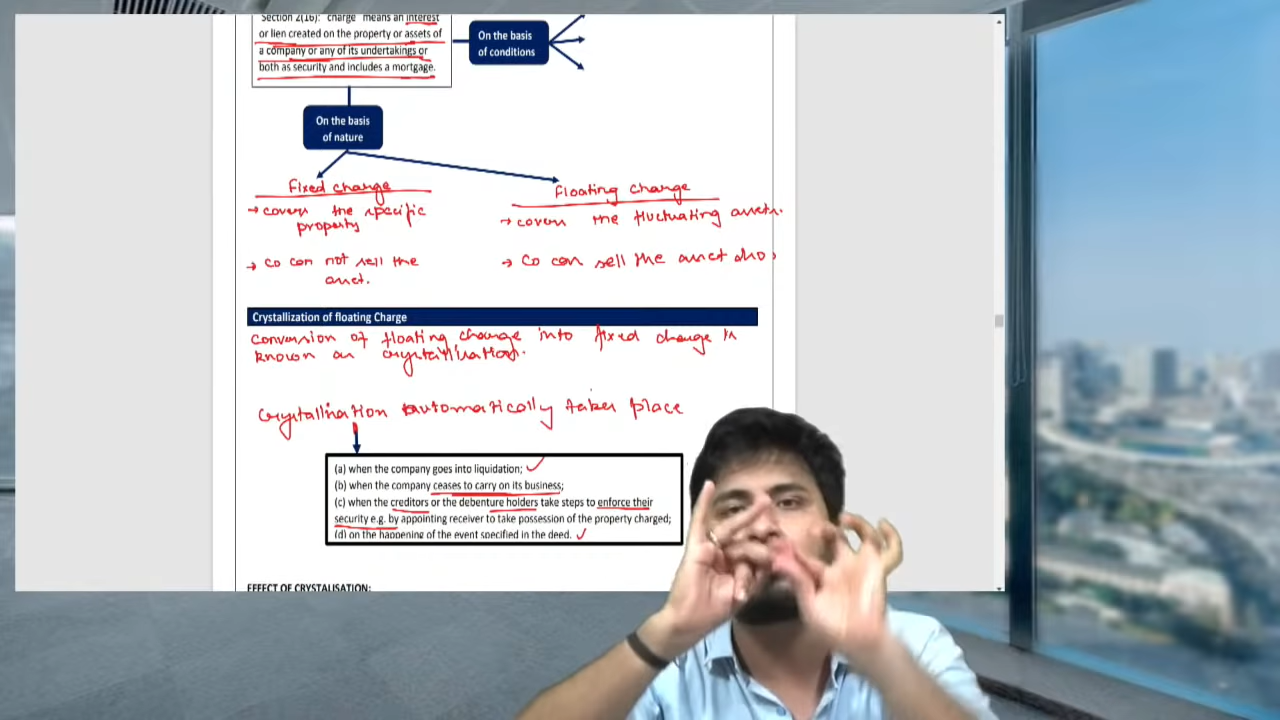 Section 2(16): "charge" means an interest
or lien created on the property or assets of
a company or any of its undertakings or
both as security and includes a mortgage.
On the basis
of conditions
On the basis
of nature
Fixed charge
→ covers the specific
property
→ Co can not sell the
asset.
Floating charge
→ covers the fluctuating assets.
→ Co can sell the asset also
Crystallization of floating Charge
Conversion of floating charge into fixed charge is
known as crystallisation.
Crystallisation automatically takes place
(a) when the company goes into liquidation;
(b) when the company ceases to carry on its business;
(c) when the creditors or the debenture holders take steps to enforce their
security e.g. by appointing receiver to take possession of the property charged;
(d) on the happening of the event specified in the deed.
EFFECT OF CRYSTALISATION: